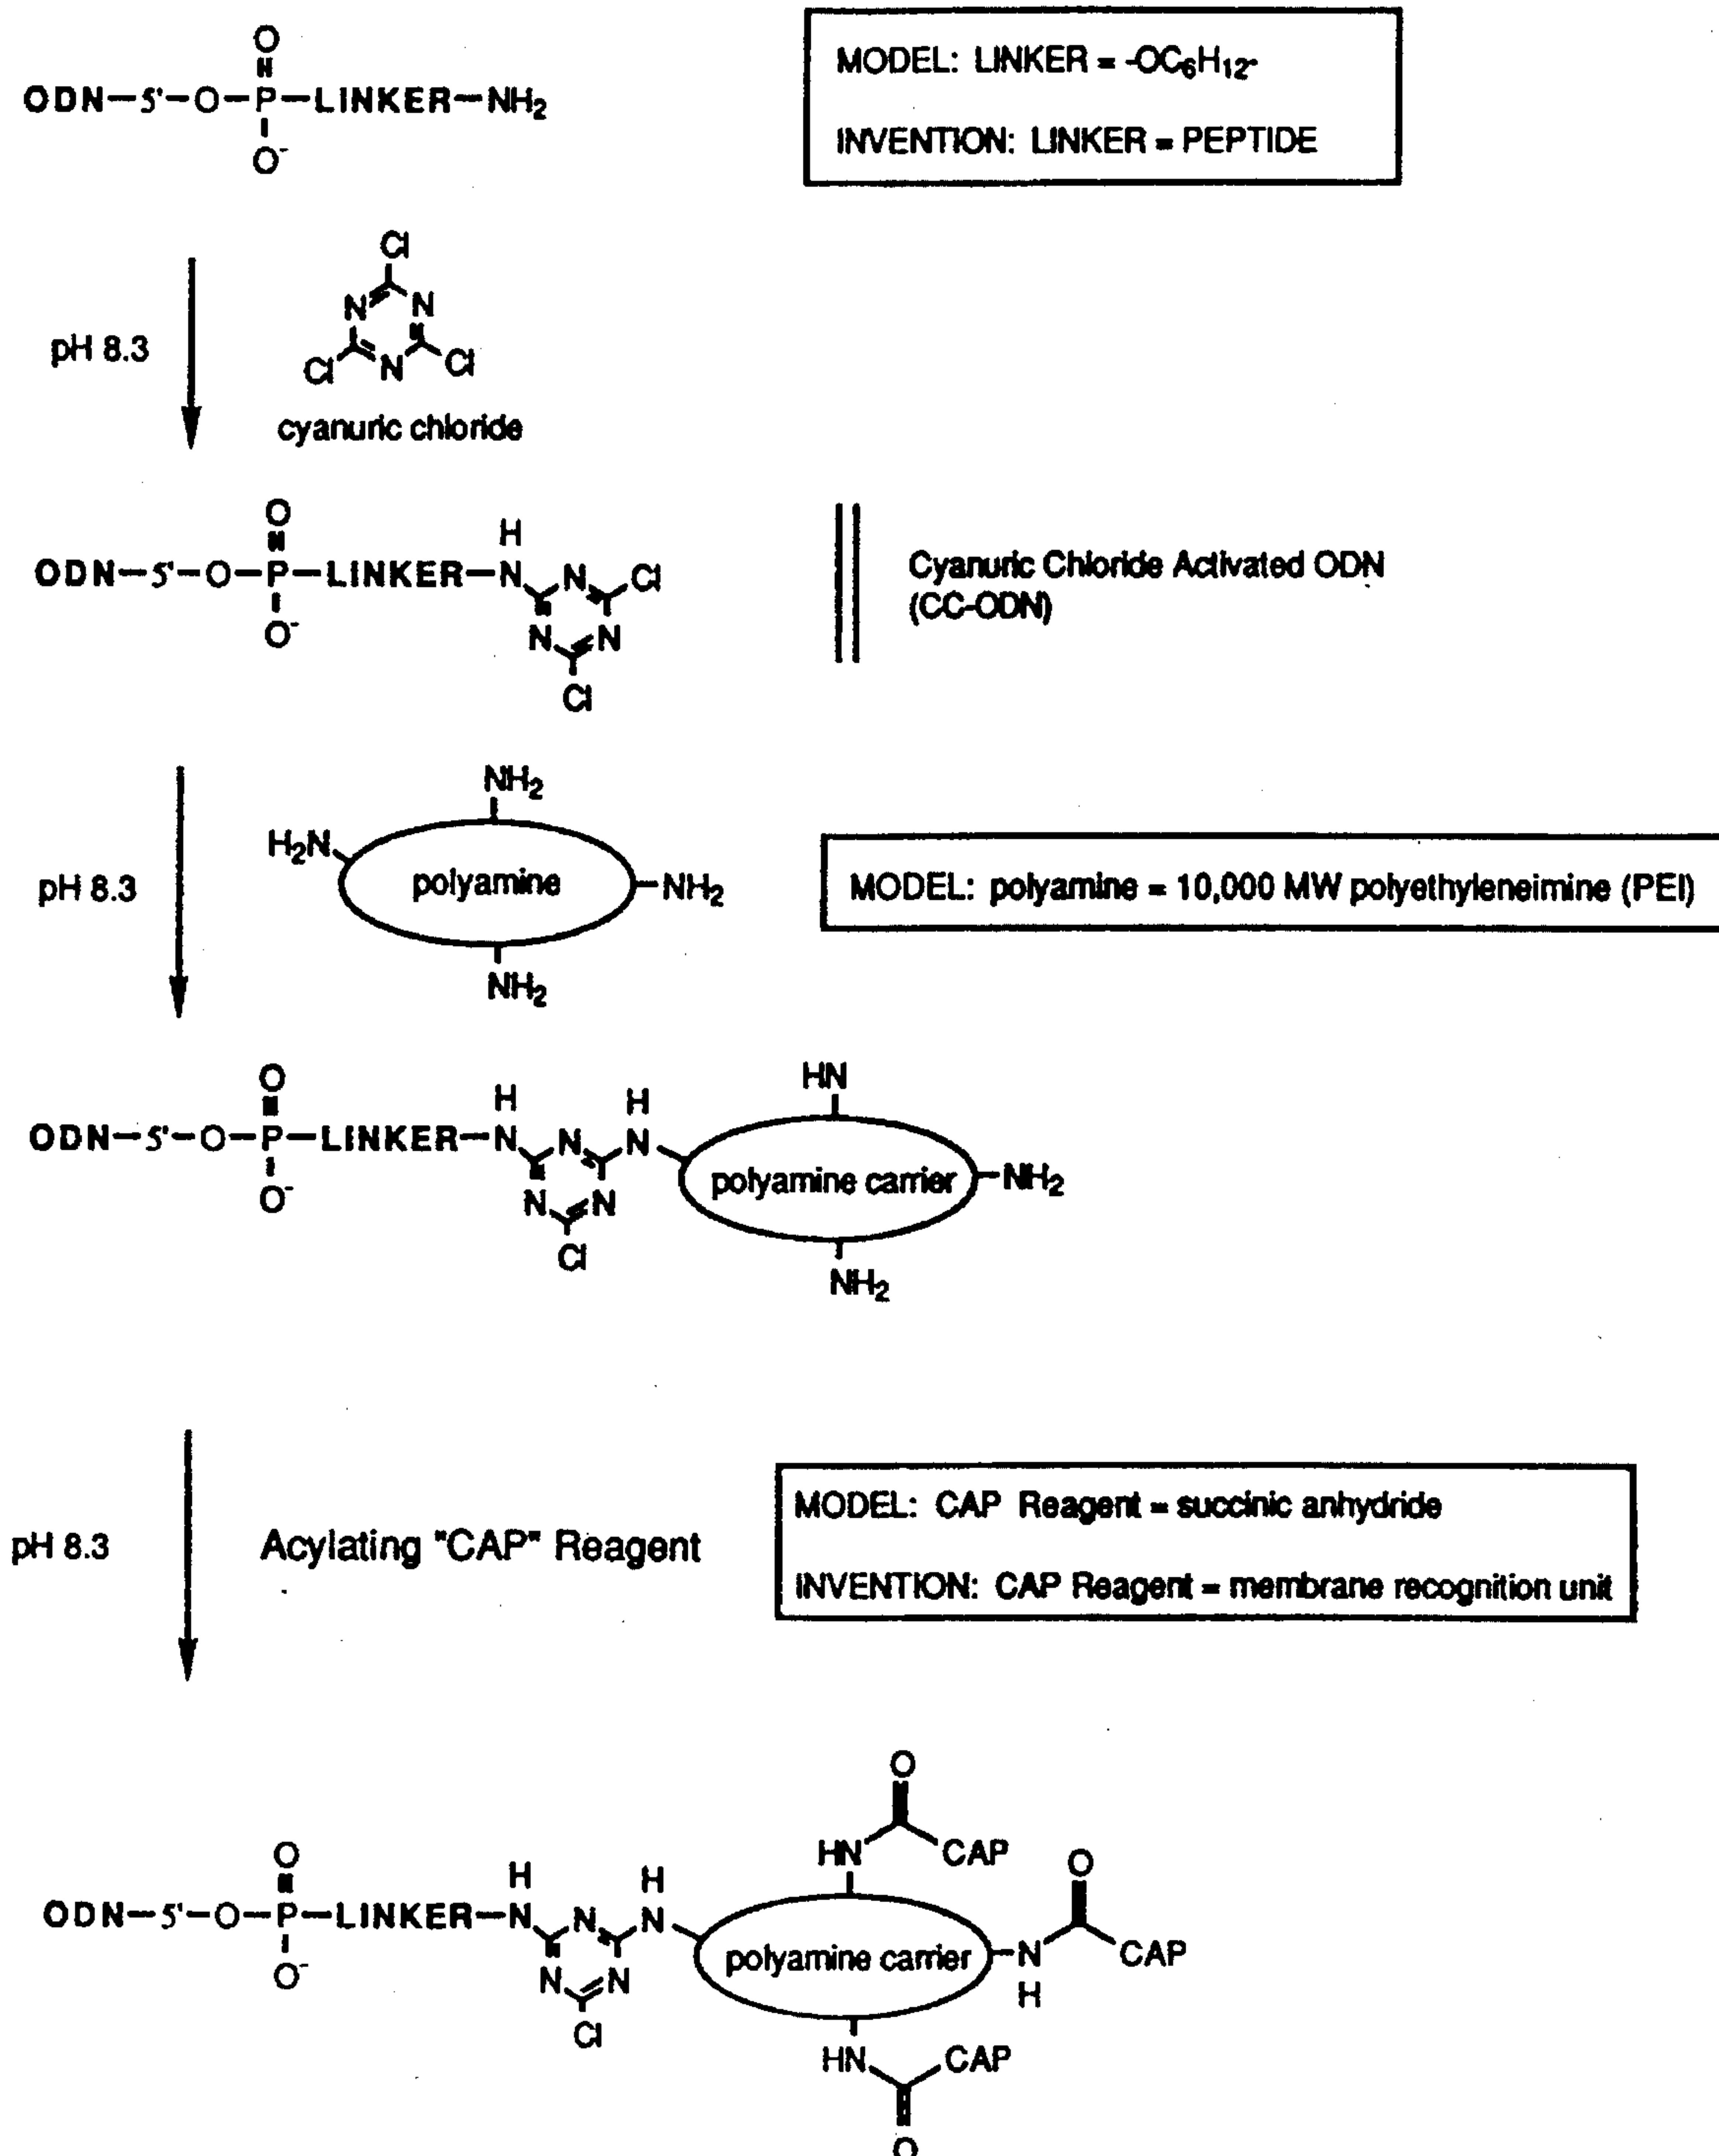 O
MODEL: LINKER = -OC6H12-
ODN-5'-O-P-LINKER-NH2
O-
INVENTION: LINKER = PEPTIDE
Cl
N N
pH 8.3
Cl N Cl
cyanuric chloride
O H
ODN-5'-O-P-LINKER-N N Cl
O- N N
Cl
Cyanuric Chloride Activated ODN
(CC-ODN)
NH2
H2N
pH 8.3
polyamine
NH2
NH2
MODEL: polyamine = 10,000 MW polyethyleneimine (PEI)
O H H HN
ODN-5'-O-P-LINKER-N N N
O- N N
Cl
polyamine carrier
NH2
NH2
pH 8.3
Acylating "CAP" Reagent
MODEL: CAP Reagent = succinic anhydride
INVENTION: CAP Reagent = membrane recognition unit
O
HN CAP
O
O H H
ODN-5'-O-P-LINKER-N N N
O- N N
Cl
polyamine carrier
N CAP
H
HN CAP
O